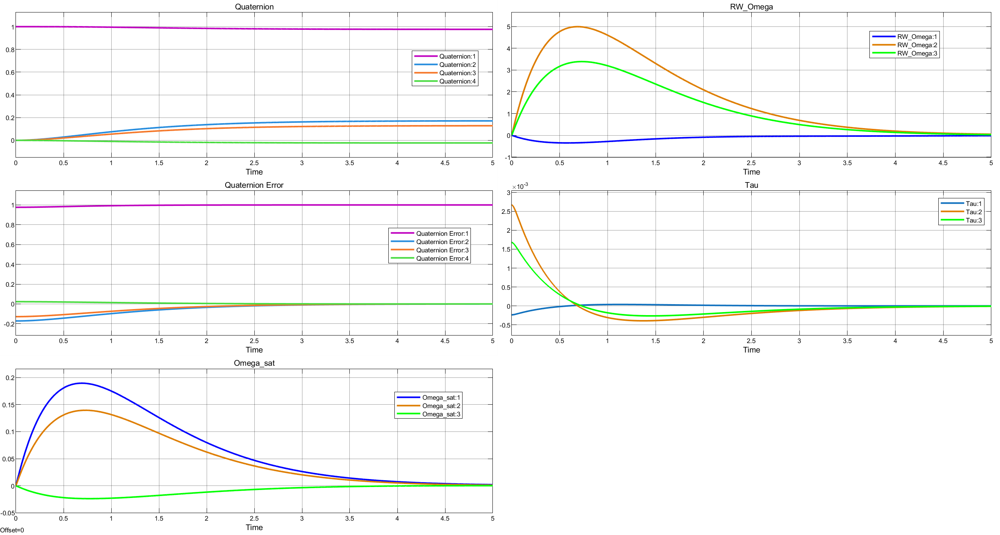 Quaternion
1
0.8
0.6
0.4
0.2
0
Quaternion:1
Quaternion:2
Quaternion:3
Quaternion:4
0 0.5 1 1.5 2 2.5 3 3.5 4 4.5 5
Time
RW_Omega
5
4
3
2
1
0
-1
RW_Omega:1
RW_Omega:2
RW_Omega:3
0 0.5 1 1.5 2 2.5 3 3.5 4 4.5 5
Time
Quaternion Error
1
0.8
0.6
0.4
0.2
0
-0.2
Quaternion Error:1
Quaternion Error:2
Quaternion Error:3
Quaternion Error:4
0 0.5 1 1.5 2 2.5 3 3.5 4 4.5 5
Time
Tau
×10-3
3
2.5
2
1.5
1
0.5
0
-0.5
Tau:1
Tau:2
Tau:3
0 0.5 1 1.5 2 2.5 3 3.5 4 4.5 5
Time
Omega_sat
0.2
0.15
0.1
0.05
0
-0.05
Omega_sat:1
Omega_sat:2
Omega_sat:3
0 0.5 1 1.5 2 2.5 3 3.5 4 4.5 5
Time
Offset=0